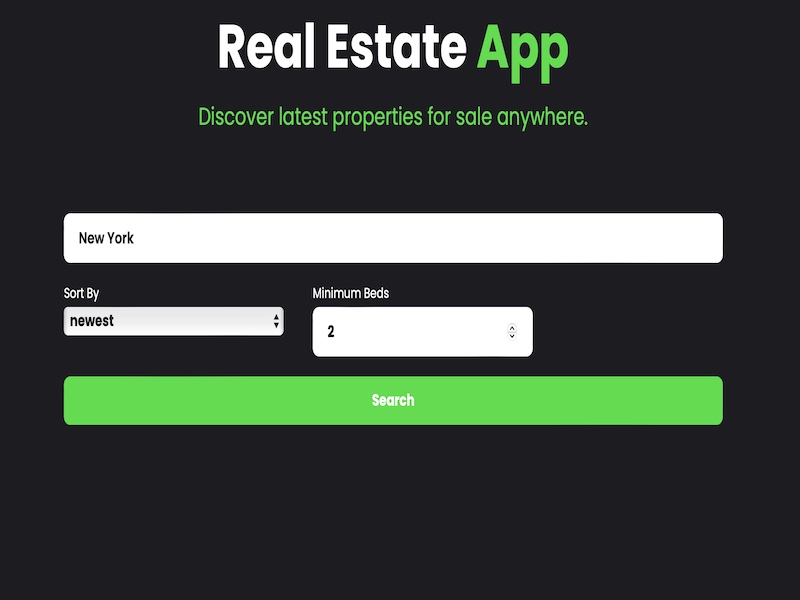 Real Estate App
Discover latest properties for sale anywhere.
New York
Sort By
Minimum Beds
newest
2
Search